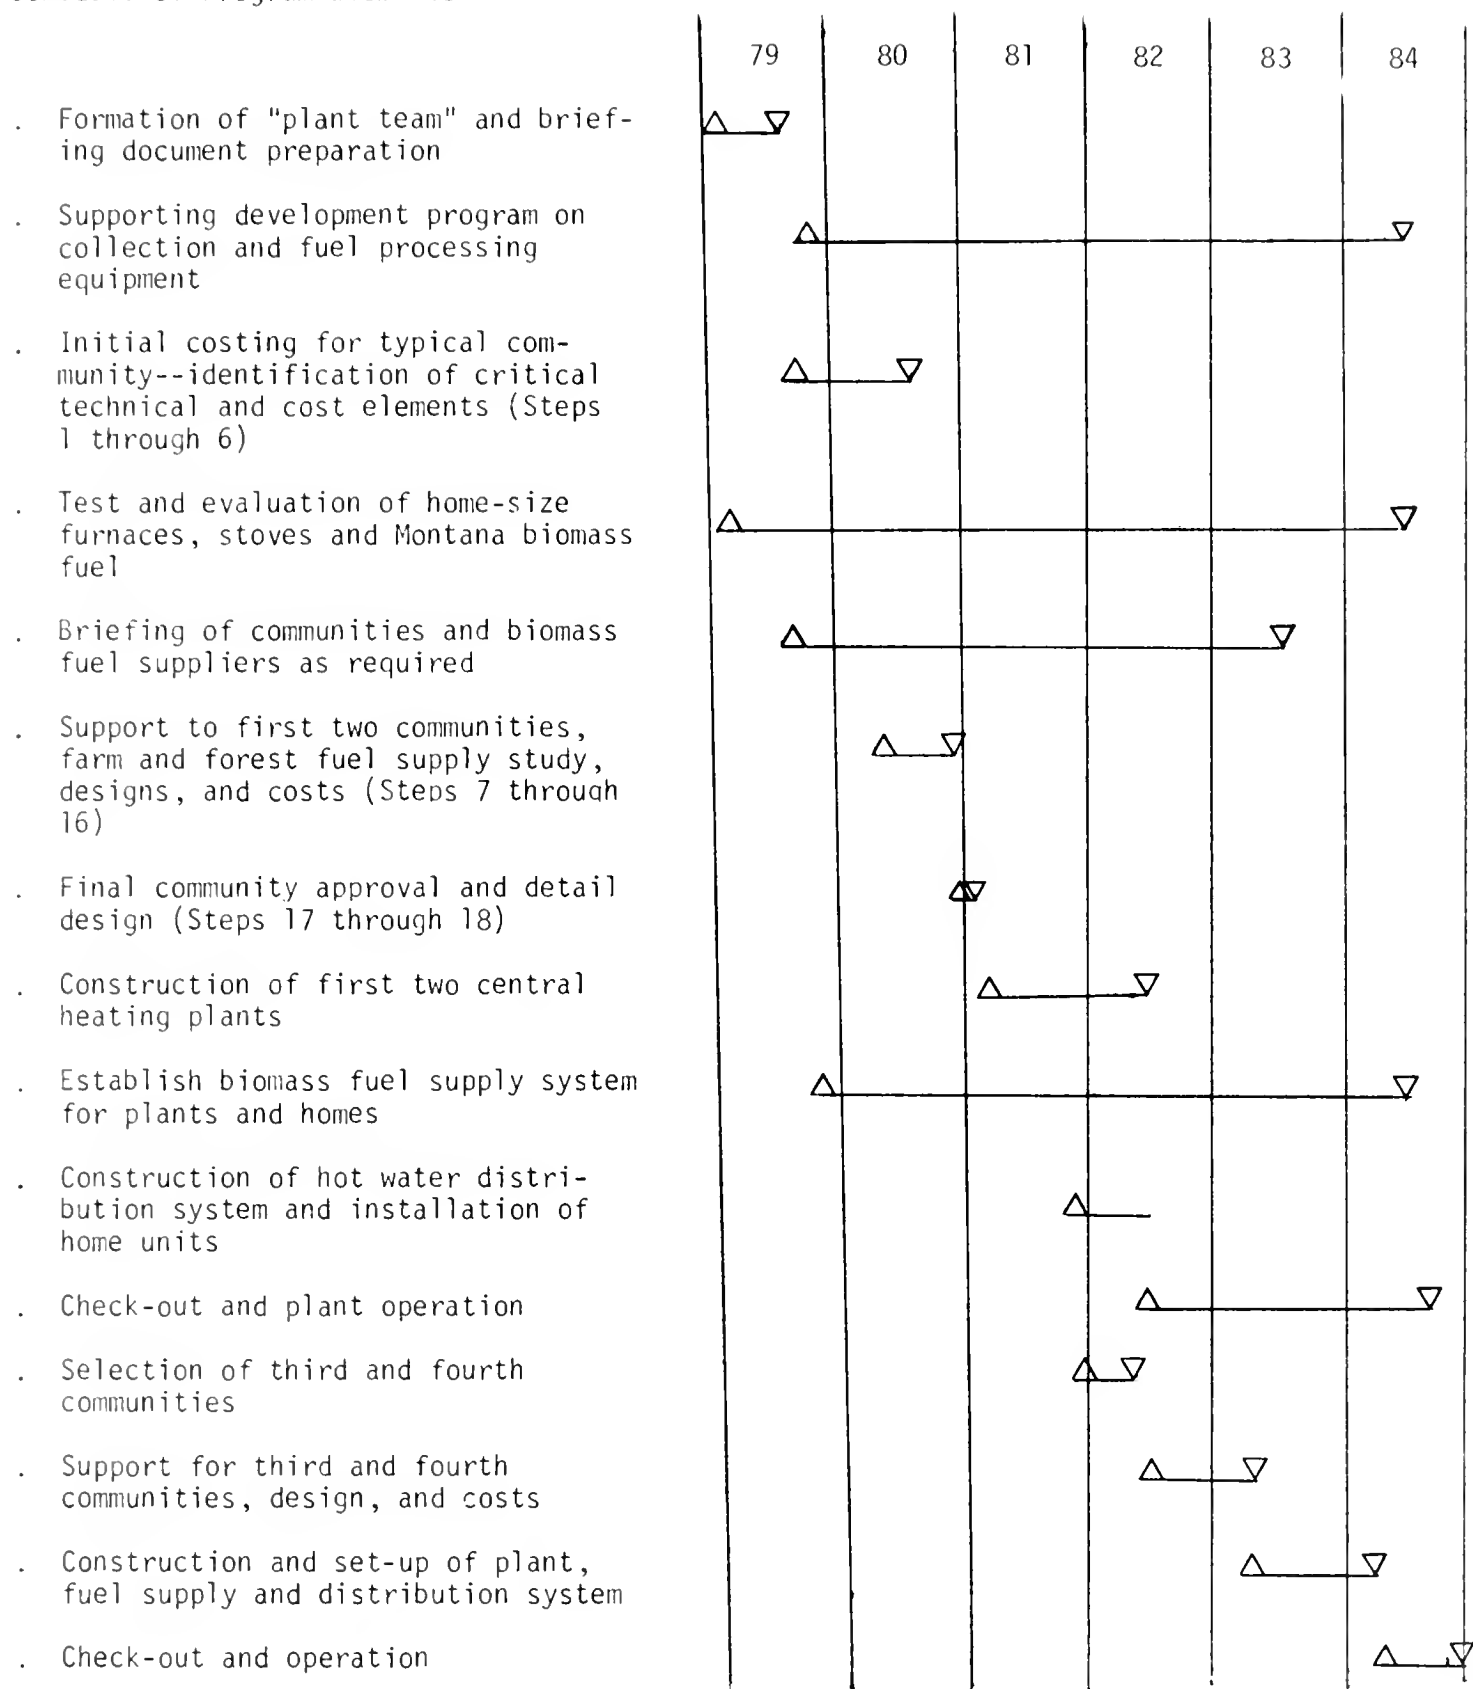 79 80 81 82 83 84
. Formation of "plant team" and brief-
ing document preparation
. Supporting development program on
collection and fuel processing
equipment
. Initial costing for typical com-
munity--identification of critical
technical and cost elements (Steps
1 through 6)
. Test and evaluation of home-size
furnaces, stoves and Montana biomass
fuel
. Briefing of communities and biomass
fuel suppliers as required
. Support to first two communities,
farm and forest fuel supply study,
designs, and costs (Steps 7 through
16)
. Final community approval and detail
design (Steps 17 through 18)
. Construction of first two central
heating plants
. Establish biomass fuel supply system
for plants and homes
. Construction of hot water distri-
bution system and installation of
home units
. Check-out and plant operation
. Selection of third and fourth
communities
. Support for third and fourth
communities, design, and costs
. Construction and set-up of plant,
fuel supply and distribution system
. Check-out and operation